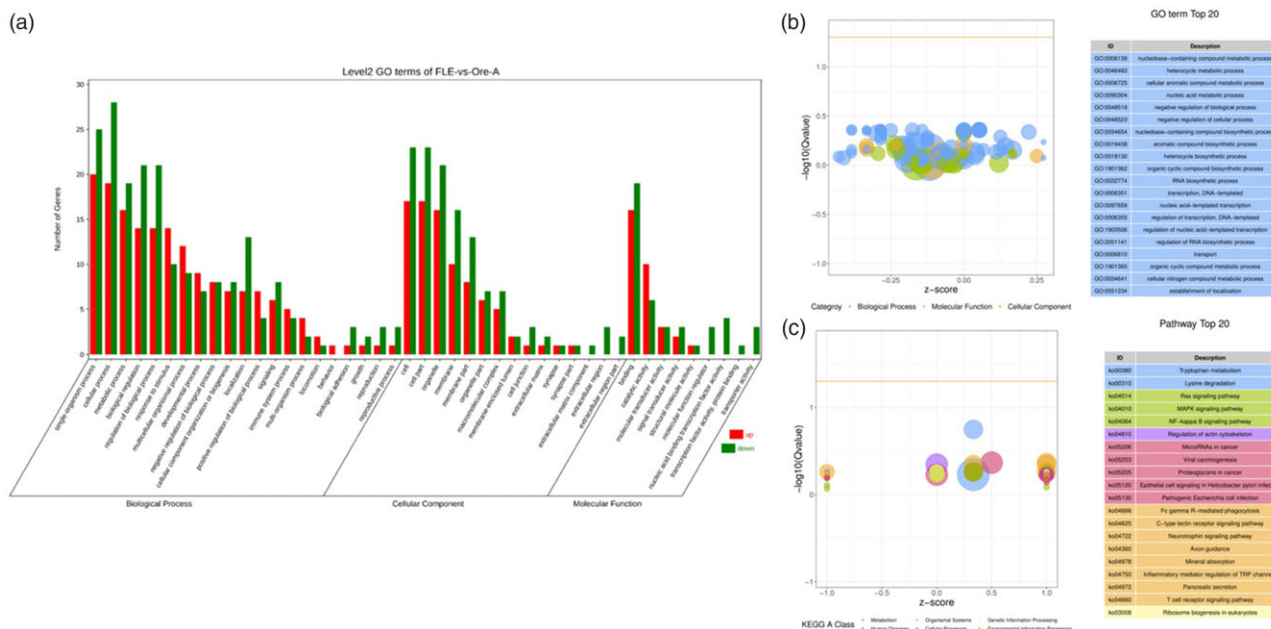 (a)
Level2 GO terms of FLE-vs-Ore-A
Number of Genes
30
25
20
15
10
5
0
single-organism process
cellular process
metabolic process
biological regulation
regulation of biological process
response to stimulus
multicellular organismal process
developmental process
negative regulation of biological process
cellular component organization or biogenesis
localization
positive regulation of biological process
signaling
immune system process
multi-organism process
locomotion
behavior
biological adhesion
growth
reproduction
reproductive process
cell
cell part
organelle
membrane
membrane part
organelle part
macromolecular complex
membrane-enclosed lumen
cell junction
extracellular matrix
synapse
synapse part
extracellular matrix component
extracellular region
extracellular region part
binding
catalytic activity
molecular transducer activity
signal transducer activity
structural molecule activity
molecular function regulator
nucleic acid binding transcription factor activity
transcription factor activity, protein binding
transporter activity
up
down
Biological Process
Cellular Component
Molecular Function
(b)
−log10(Qvalue)
1.0
0.5
0.0
−0.5
−1.0
−0.25
0.00
0.25
z−score
Categroy
Biological Process
Molecular Function
Cellular Component
GO term Top 20
ID Descrption
GO:0006139 nucleobase−containing compound metabolic process
GO:0046483 heterocycle metabolic process
GO:0006725 cellular aromatic compound metabolic process
GO:0090304 nucleic acid metabolic process
GO:0048519 negative regulation of biological process
GO:0048523 negative regulation of cellular process
GO:0034654 nucleobase−containing compound biosynthetic process
GO:0019438 aromatic compound biosynthetic process
GO:0018130 heterocycle biosynthetic process
GO:1901362 organic cyclic compound biosynthetic process
GO:0032774 RNA biosynthetic process
GO:0006351 transcription, DNA−templated
GO:0097659 nucleic acid−templated transcription
GO:0006355 regulation of transcription, DNA−templated
GO:1903506 regulation of nucleic acid−templated transcription
GO:2001141 regulation of RNA biosynthetic process
GO:0006810 transport
GO:1901360 organic cyclic compound metabolic process
GO:0034641 cellular nitrogen compound metabolic process
GO:0051234 establishment of localization
(c)
−log10(Qvalue)
1
0
−1
−1.0
−0.5
0.0
0.5
1.0
z−score
KEGG A Class
Metabolism
Organismal Systems
Genetic Information Processing
Human Diseases
Cellular Processes
Environmental Information Processing
Pathway Top 20
ID Descrption
ko00380 Tryptophan metabolism
ko00310 Lysine degradation
ko04014 Ras signaling pathway
ko04010 MAPK signaling pathway
ko04064 NF−kappa B signaling pathway
ko04810 Regulation of actin cytoskeleton
ko05206 MicroRNAs in cancer
ko05203 Viral carcinogenesis
ko05205 Proteoglycans in cancer
ko05120 Epithelial cell signaling in Helicobacter pylori infect
ko05130 Pathogenic Escherichia coli infection
ko04666 Fc gamma R−mediated phagocytosis
ko04625 C−type lectin receptor signaling pathway
ko04722 Neurotrophin signaling pathway
ko04360 Axon guidance
ko04978 Mineral absorption
ko04750 Inflammatory mediator regulation of TRP channe
ko04972 Pancreatic secretion
ko04660 T cell receptor signaling pathway
ko03008 Ribosome biogenesis in eukaryotes